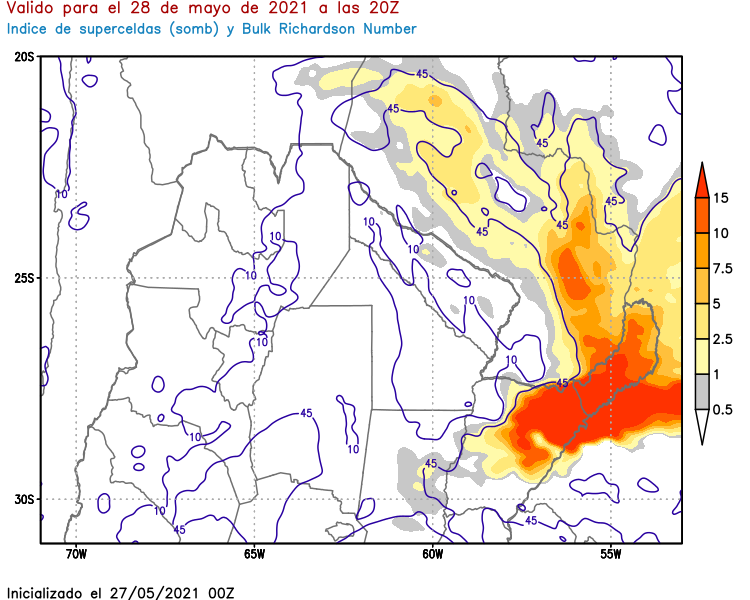 Valido para el 28 de mayo de 2021 a las 20Z
Indice de superceldas (somb) y Bulk Richardson Number
20S
45
45
45
15
10
45
10
45
10
10
45
7.5
25S
10
10
5
10
2.5
10
10
1
45
0.5
45
10
10
45
30S
10
45
45
70W
65W
60W
55W
Inicializado el 27/05/2021 00Z